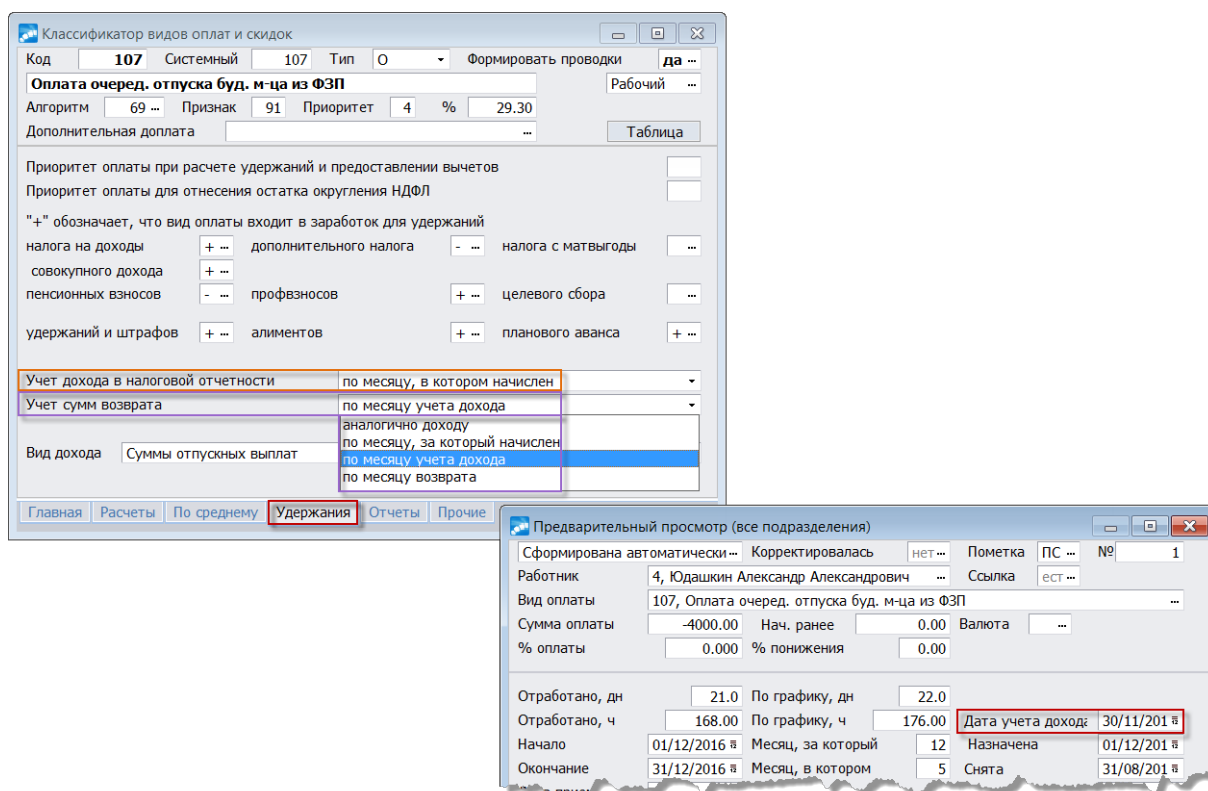 Классификатор видов оплат и скидок
Код 107 Системный 107 Тип О Формировать проводки да ...
Оплата очеред. отпуска буд. м-ца из ФЗП Рабочий ...
Алгоритм 69 ... Признак 91 Приоритет 4 % 29.30
Дополнительная доплата ... Таблица
Приоритет оплаты при расчете удержаний и предоставлении вычетов
Приоритет оплаты для отнесения остатка округления НДФЛ
"+" обозначает, что вид оплаты входит в заработок для удержаний
налога на доходы + ... дополнительного налога - ... налога с матвыгоды ...
совокупного дохода + ...
пенсионных взносов - ... профвзносов + ... целевого сбора ...
удержаний и штрафов + ... алиментов + ... планового аванса + ...
Учет дохода в налоговой отчетности по месяцу, в котором начислен
Учет сумм возврата по месяцу учета дохода
аналогично доходу
по месяцу, за который начислен
Вид дохода Суммы отпускных выплат по месяцу учета дохода
по месяцу возврата
Главная Расчеты По среднему Удержания Отчеты Прочие
Предварительный просмотр (все подразделения)
Сформирована автоматически ... Корректировалась нет ... Пометка ПС ... № 1
Работник 4, Юдашкин Александр Александрович ... Ссылка ест ...
Вид оплаты 107, Оплата очеред. отпуска буд. м-ца из ФЗП ...
Сумма оплаты -4000.00 Нач. ранее 0.00 Валюта ...
% оплаты 0.000 % понижения 0.00
Отработано, дн 21.0 По графику, дн 22.0
Отработано, ч 168.00 По графику, ч 176.00 Дата учета дохода 30/11/201
Начало 01/12/2016 Месяц, за который 12 Назначена 01/12/201
Окончание 31/12/2016 Месяц, в котором 5 Снята 31/08/201